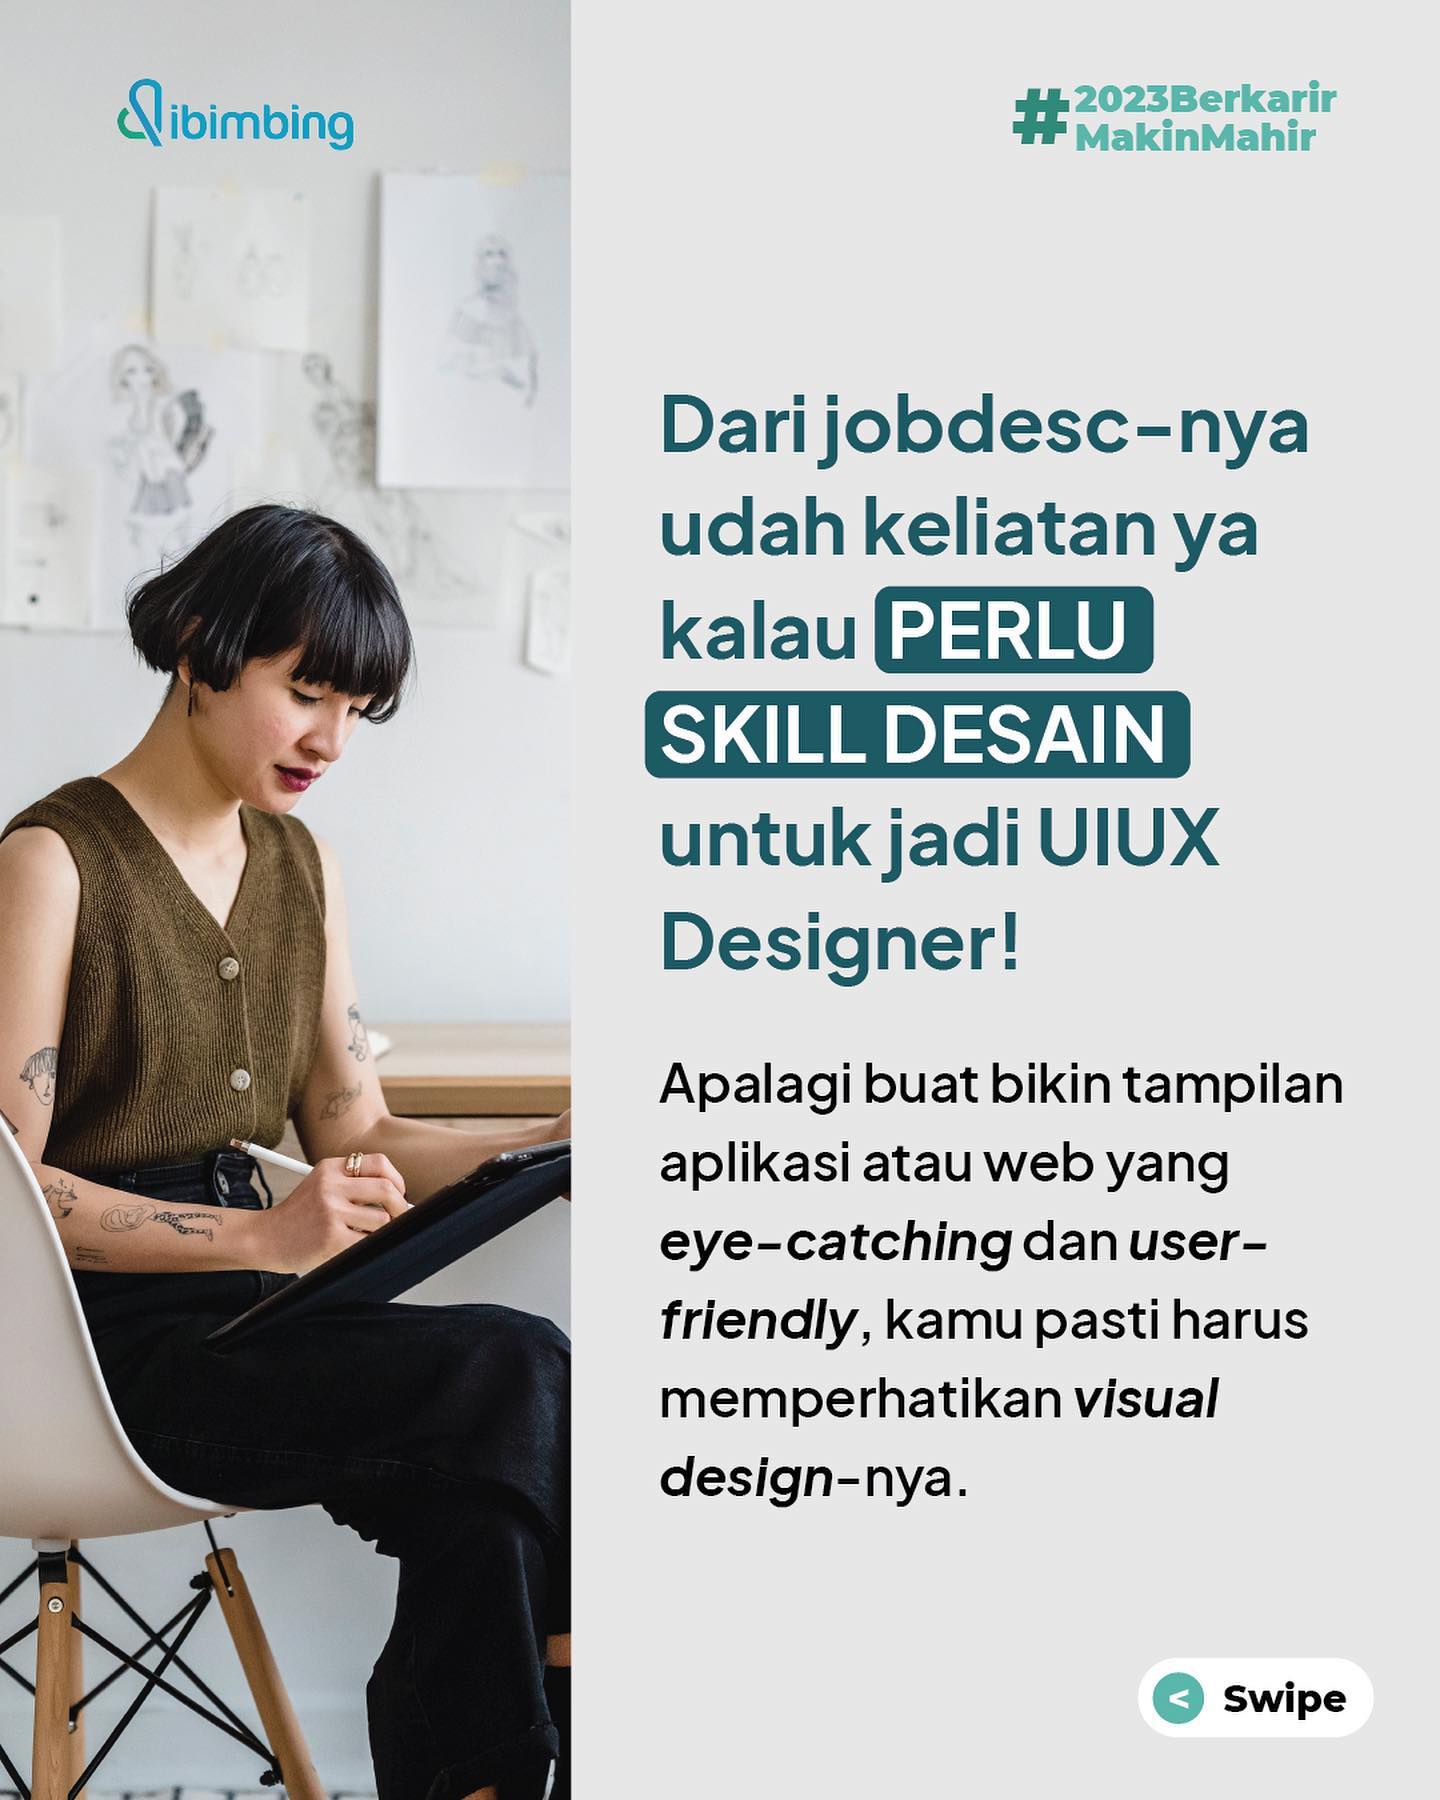 ibimbing
#2023Berkarir
MakinMahir
Dari jobdesc-nya
udah keliatan ya
kalau PERLU
SKILL DESAIN
untuk jadi UIUX
Designer!
Apalagi buat bikin tampilan
aplikasi atau web yang
eye-catching dan user-
friendly, kamu pasti harus
memperhatikan visual
design-nya.
< Swipe